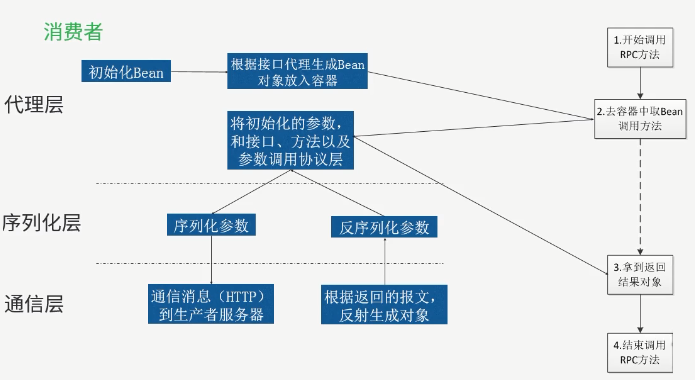 消费者
1.开始调用
RPC方法
初始化Bean
根据接口代理生成Bean
对象放入容器
代理层
2.去容器中取Bean
调用方法
将初始化的参数，
和接口、方法以及
参数调用协议层
序列化层
序列化参数
反序列化参数
3.拿到返回
结果对象
通信层
通信消息（HTTP）
到生产者服务器
根据返回的报文，
反射生成对象
4.结束调用
RPC方法